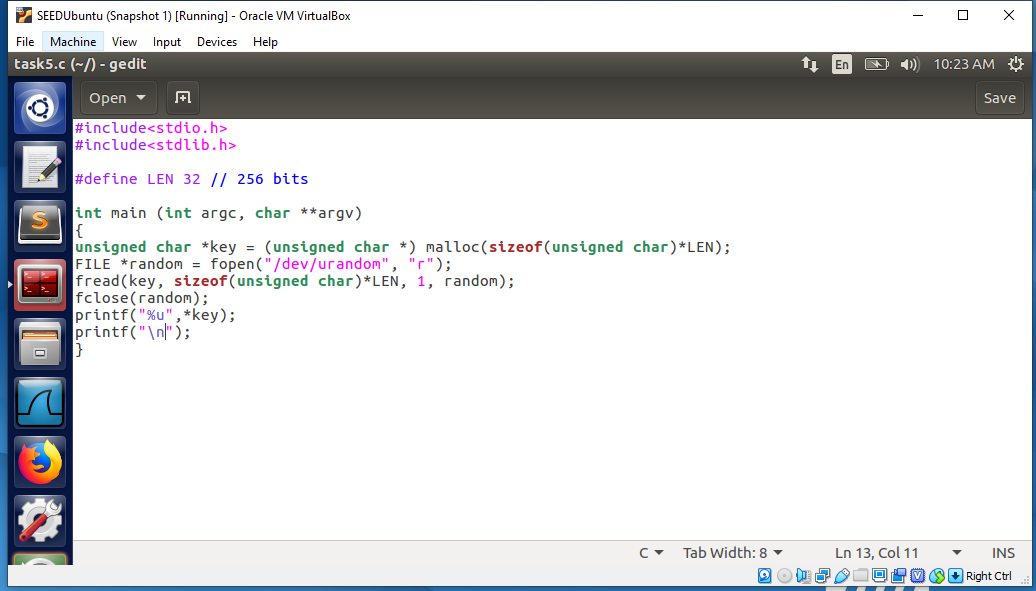 SEEDUbuntu (Snapshot 1) [Running] - Oracle VM VirtualBox
File Machine View Input Devices Help
task5.c (~/) - gedit En 10:23 AM
Open Save
#include<stdio.h>
#include<stdlib.h>
#define LEN 32 // 256 bits
int main (int argc, char **argv)
{
unsigned char *key = (unsigned char *) malloc(sizeof(unsigned char)*LEN);
FILE *random = fopen("/dev/urandom", "r");
fread(key, sizeof(unsigned char)*LEN, 1, random);
fclose(random);
printf("%u",*key);
printf("\n");
}
C Tab Width: 8 Ln 13, Col 11 INS
Right Ctrl